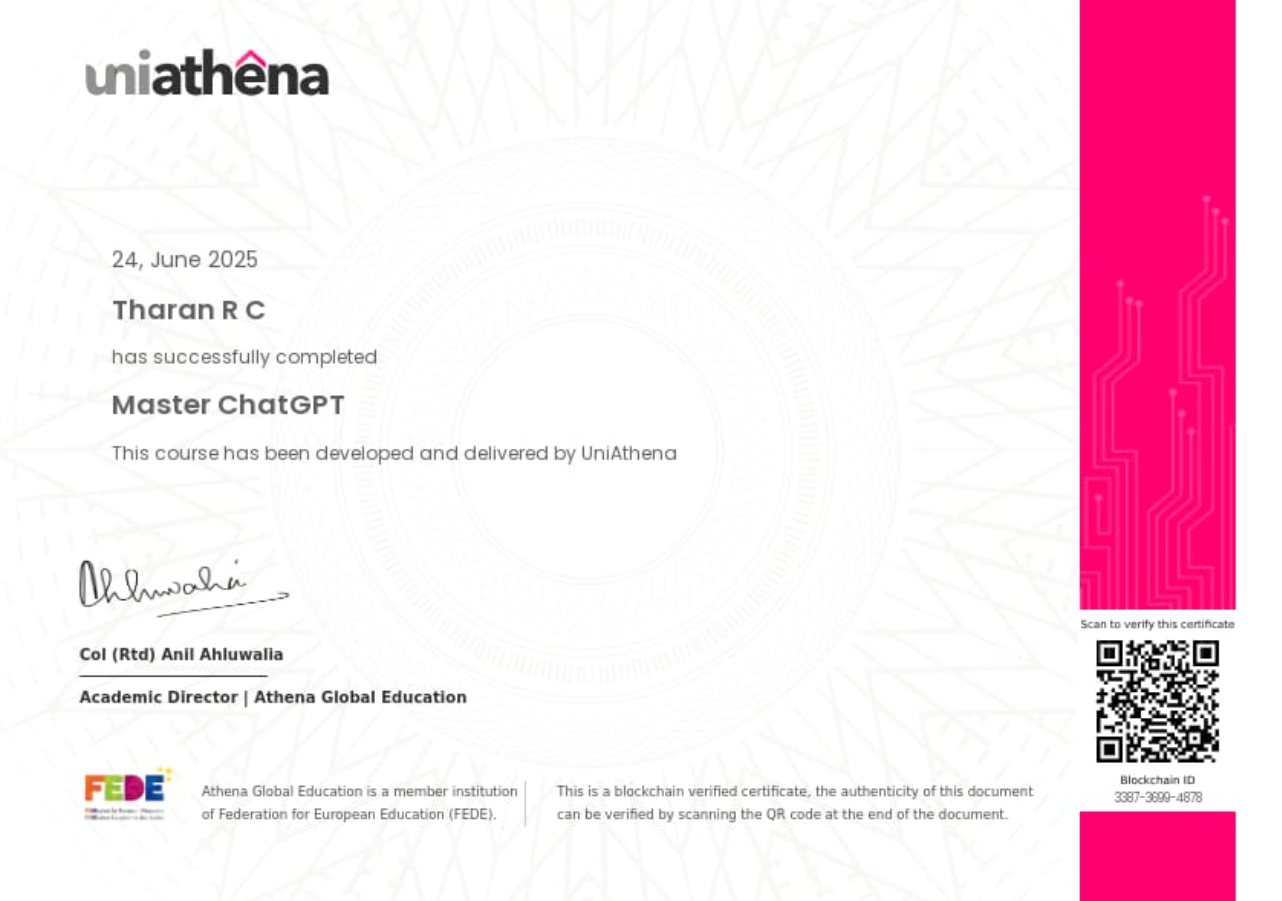 uniathena
24, June 2025
Tharan R C
has successfully completed
Master ChatGPT
This course has been developed and delivered by UniAthena
Ahluwalia
Col (Rtd) Anil Ahluwalia
Academic Director | Athena Global Education
FEDE
Athena Global Education is a member institution
of Federation for European Education (FEDE).
This is a blockchain verified certificate, the authenticity of this document
can be verified by scanning the QR code at the end of the document.
Scan to verify this certificate
Blockchain ID
3387-3699-4878